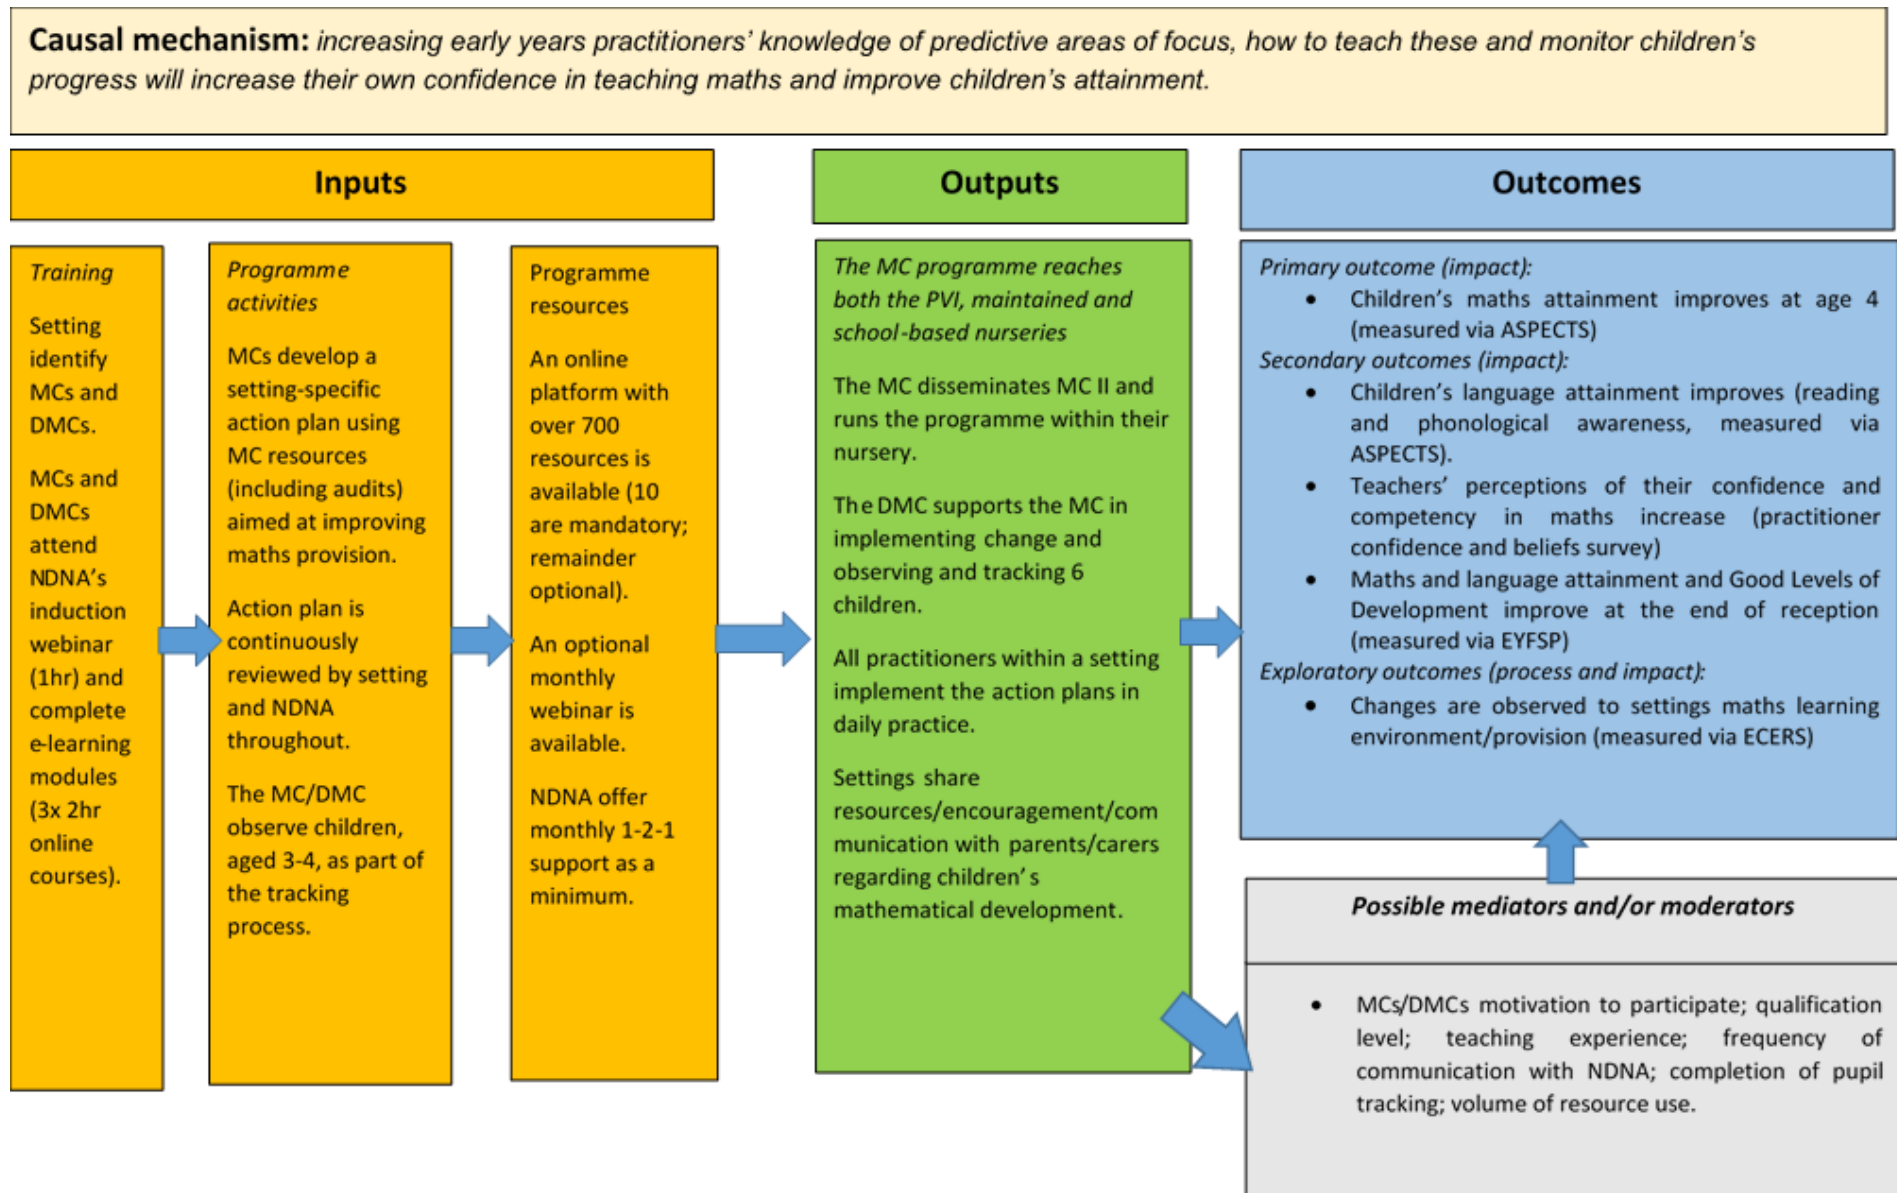 Causal mechanism: increasing early years practitioners' knowledge of predictive areas of focus, how to teach these and monitor children's
progress will increase their own confidence in teaching maths and improve children's attainment.
Inputs
Training
Setting
identify
MCs and
DMCs.
MCs and
DMCs
attend
NDNA's
induction
webinar
(1hr) and
complete
e-learning
modules
(3x 2hr
online
courses).
Programme
activities
MCs develop a
setting-specific
action plan using
MC resources
(including audits)
aimed at improving
maths provision.
Action plan is
continuously
reviewed by setting
and NDNA
throughout.
The MC/DMC
observe children,
aged 3-4, as part of
the tracking
process.
Programme
resources
An online
platform with
over 700
resources is
available (10
are mandatory;
remainder
optional).
An optional
monthly
webinar is
available.
NDNA offer
monthly 1-2-1
support as a
minimum.
Outputs
The MC programme reaches
both the PVI, maintained and
school-based nurseries
The MC disseminates MC II and
runs the programme within their
nursery.
The DMC supports the MC in
implementing change and
observing and tracking 6
children.
All practitioners within a setting
implement the action plans in
daily practice.
Settings share
resources/encouragement/com
munication with parents/carers
regarding children's
mathematical development.
Outcomes
Primary outcome (impact):
• Children's maths attainment improves at age 4
(measured via ASPECTS)
Secondary outcomes (impact):
• Children's language attainment improves (reading
and phonological awareness, measured via
ASPECTS).
• Teachers' perceptions of their confidence and
competency in maths increase (practitioner
confidence and beliefs survey)
• Maths and language attainment and Good Levels of
Development improve at the end of reception
(measured via EYFSP)
Exploratory outcomes (process and impact):
• Changes are observed to settings maths learning
environment/provision (measured via ECERS)
Possible mediators and/or moderators
• MCs/DMCs motivation to participate; qualification
level; teaching experience; frequency of
communication with NDNA; completion of pupil
tracking; volume of resource use.